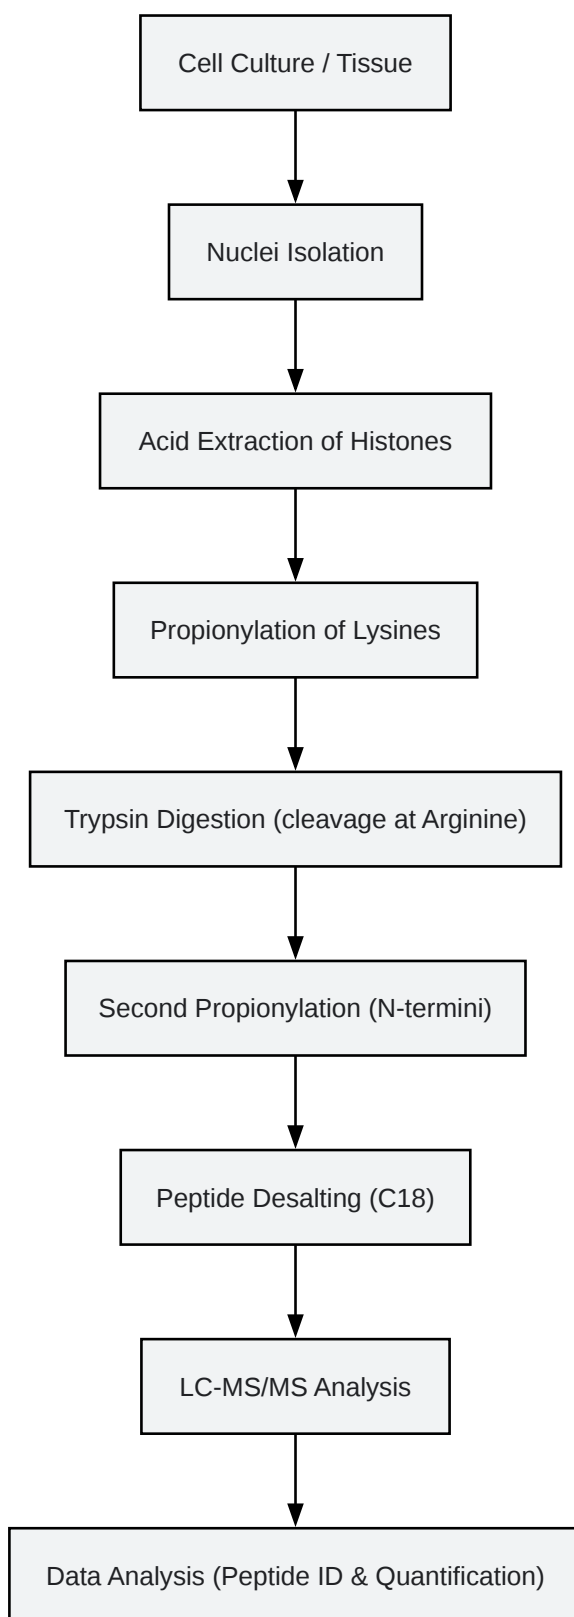 Cell Culture / Tissue
Nuclei Isolation
Acid Extraction of Histones
Propionylation of Lysines
Trypsin Digestion (cleavage at Arginine)
Second Propionylation (N-termini)
Peptide Desalting (C18)
LC-MS/MS Analysis
Data Analysis (Peptide ID & Quantification)